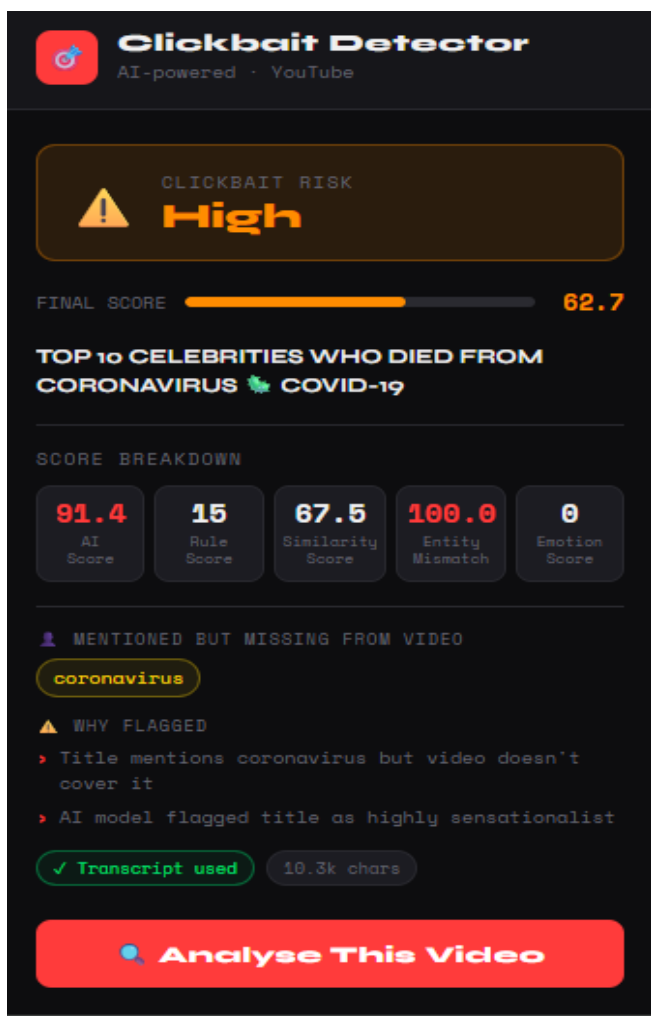 Clickbait Detector
AI-powered · YouTube
CLICKBAIT RISK
High
FINAL SCORE 62.7
TOP 10 CELEBRITIES WHO DIED FROM
CORONAVIRUS 🦠 COVID-19
SCORE BREAKDOWN
91.4 15 67.5 100.0 0
AI Rule Similarity Entity Emotion
Score Score Score Mismatch Score
👤 MENTIONED BUT MISSING FROM VIDEO
coronavirus
⚠ WHY FLAGGED
› Title mentions coronavirus but video doesn't
cover it
› AI model flagged title as highly sensationalist
✓ Transcript used 10.3k chars
🔍 Analyse This Video